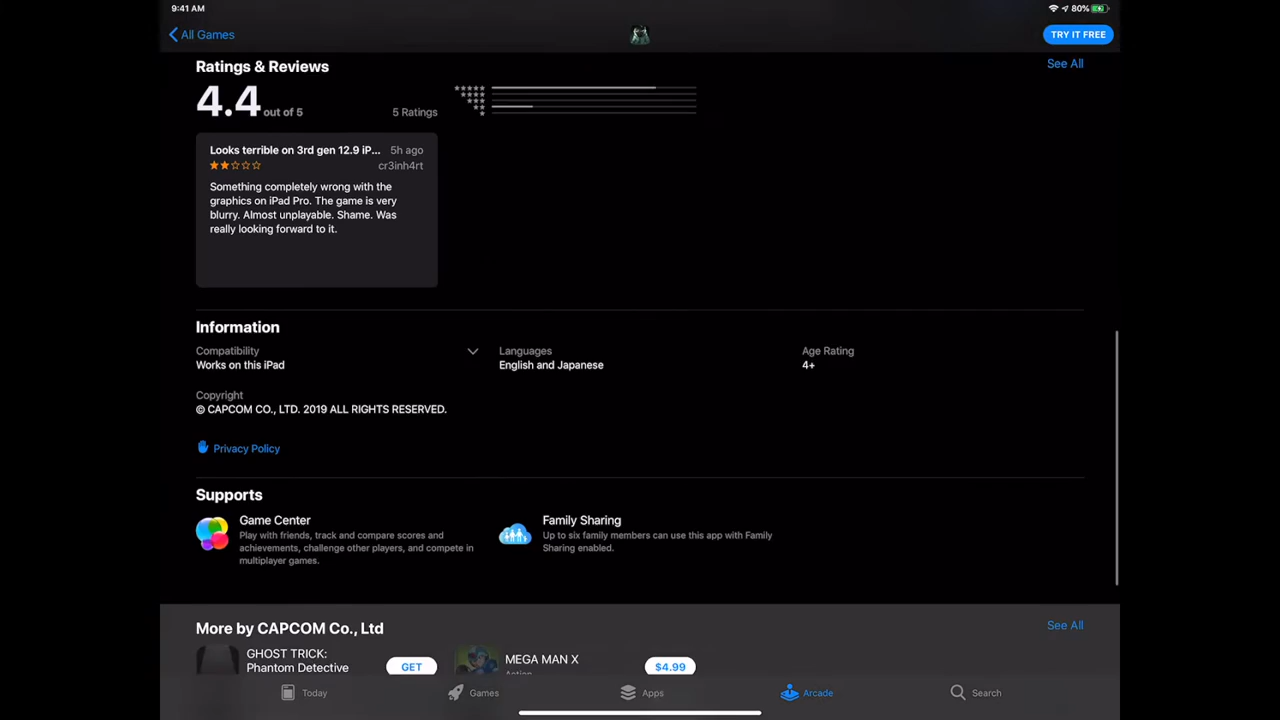 9:41 AM
80%
All Games
TRY IT FREE
Ratings & Reviews
See All
4.4 out of 5
5 Ratings
Looks terrible on 3rd gen 12.9 iP...
5h ago
cr3inh4rt
Something completely wrong with the
graphics on iPad Pro. The game is very
blurry. Almost unplayable. Shame. Was
really looking forward to it.
Information
Compatibility
Works on this iPad
Languages
English and Japanese
Age Rating
4+
Copyright
© CAPCOM CO., LTD. 2019 ALL RIGHTS RESERVED.
Privacy Policy
Supports
Game Center
Play with friends, track and compare scores and
achievements, challenge other players, and compete in
multiplayer games.
Family Sharing
Up to six family members can use this app with Family
Sharing enabled.
More by CAPCOM Co., Ltd
See All
GHOST TRICK:
Phantom Detective
GET
MEGA MAN X
Action
$4.99
Today
Games
Apps
Arcade
Search